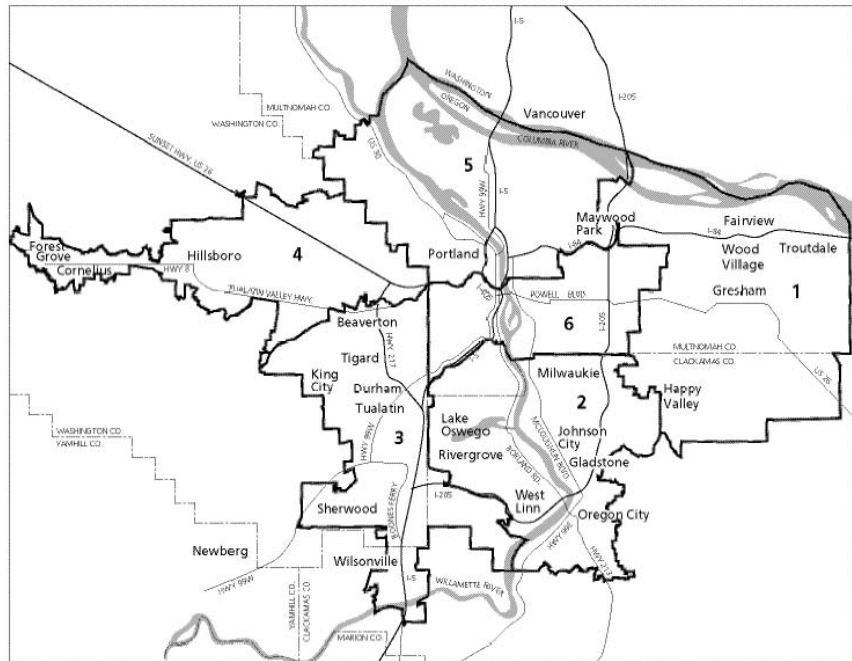 I-5
I-205
WASHINGTON
OREGON
Vancouver
COLUMBIA RIVER
MULTNOMAH CO.
WASHINGTON CO.
US 30
SUNSET HWY. US 26
5
HWY 99W
I-5
Maywood
Park
Fairview
I-84
I-84
Forest
Grove
Cornelius
HWY 8
Hillsboro
4
Portland
Wood
Village
Troutdale
TUALATIN VALLEY HWY.
I-405
POWELL BLVD
Gresham
1
I-205
6
Beaverton
HWY 217
Tigard
King
City
I-5
MULTNOMAH CO.
CLACKAMAS CO.
US 26
Milwaukie
Happy
Valley
Durham
Tualatin
2
Lake
Oswego
MCLOUGHLIN BLVD.
Johnson
City
WASHINGTON CO.
YAMHILL CO.
HWY 99W
3
Rivergrove
BORLAND RD.
Gladstone
I-205
West
Linn
Sherwood
BOONES FERRY
Oregon City
HWY 99E
HWY 213
Newberg
Wilsonville
HWY 99W
I-5
WILLAMETTE RIVER
YAMHILL CO.
CLACKAMAS CO.
MARION CO.